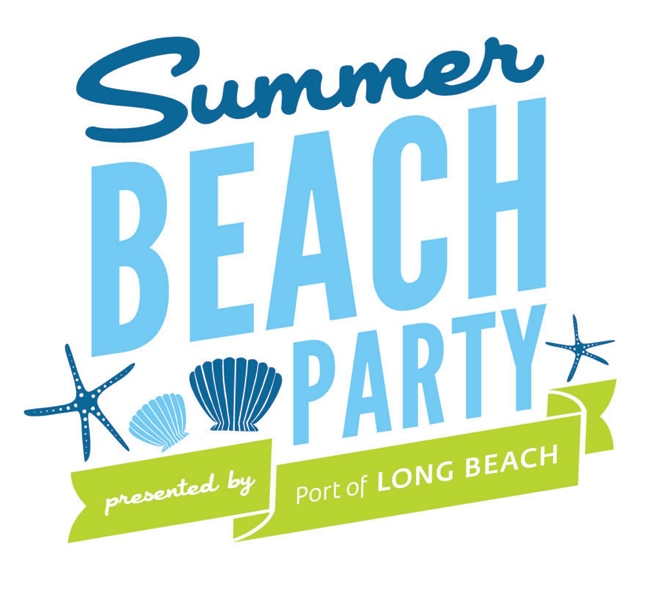 Summer
BEACH
PARTY
presented by Port of LONG BEACH